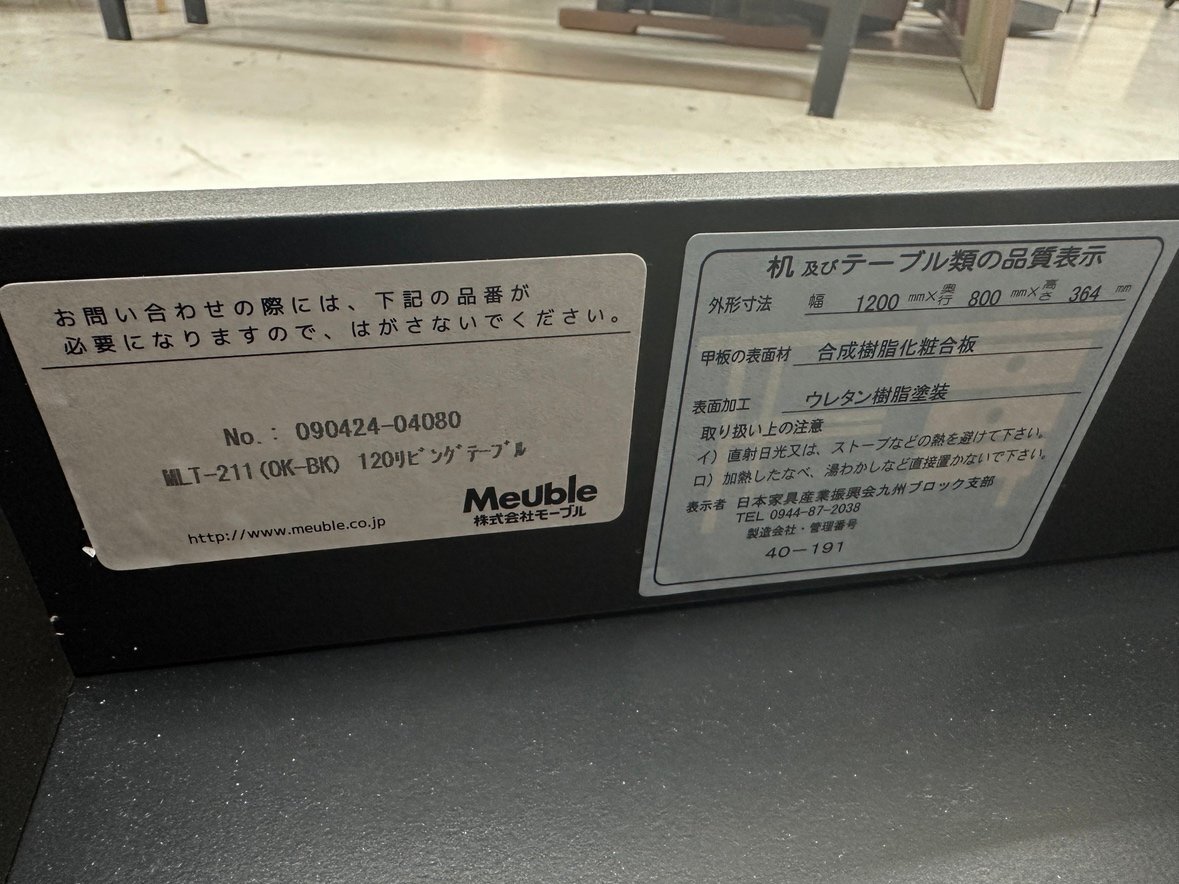 お問い合わせの際には、下記の品番が
必要になりますので、はがさないでください。
No.: 090424-04080
MLT-211(OK-BK) 120リビングテーブル
Meuble
株式会社モーブル
http://www.meuble.co.jp
机及びテーブル類の品質表示
外形寸法 幅 1200 mm×奥行 800 mm×高さ 364 mm
甲板の表面材 合成樹脂化粧合板
表面加工 ウレタン樹脂塗装
取り扱い上の注意
イ）直射日光又は、ストーブなどの熱を避けて下さい。
ロ）加熱したなべ、湯わかしなど直接置かないで下さい。
表示者 日本家具産業振興会九州ブロック支部
TEL 0944-87-2038
製造会社・管理番号
40－191